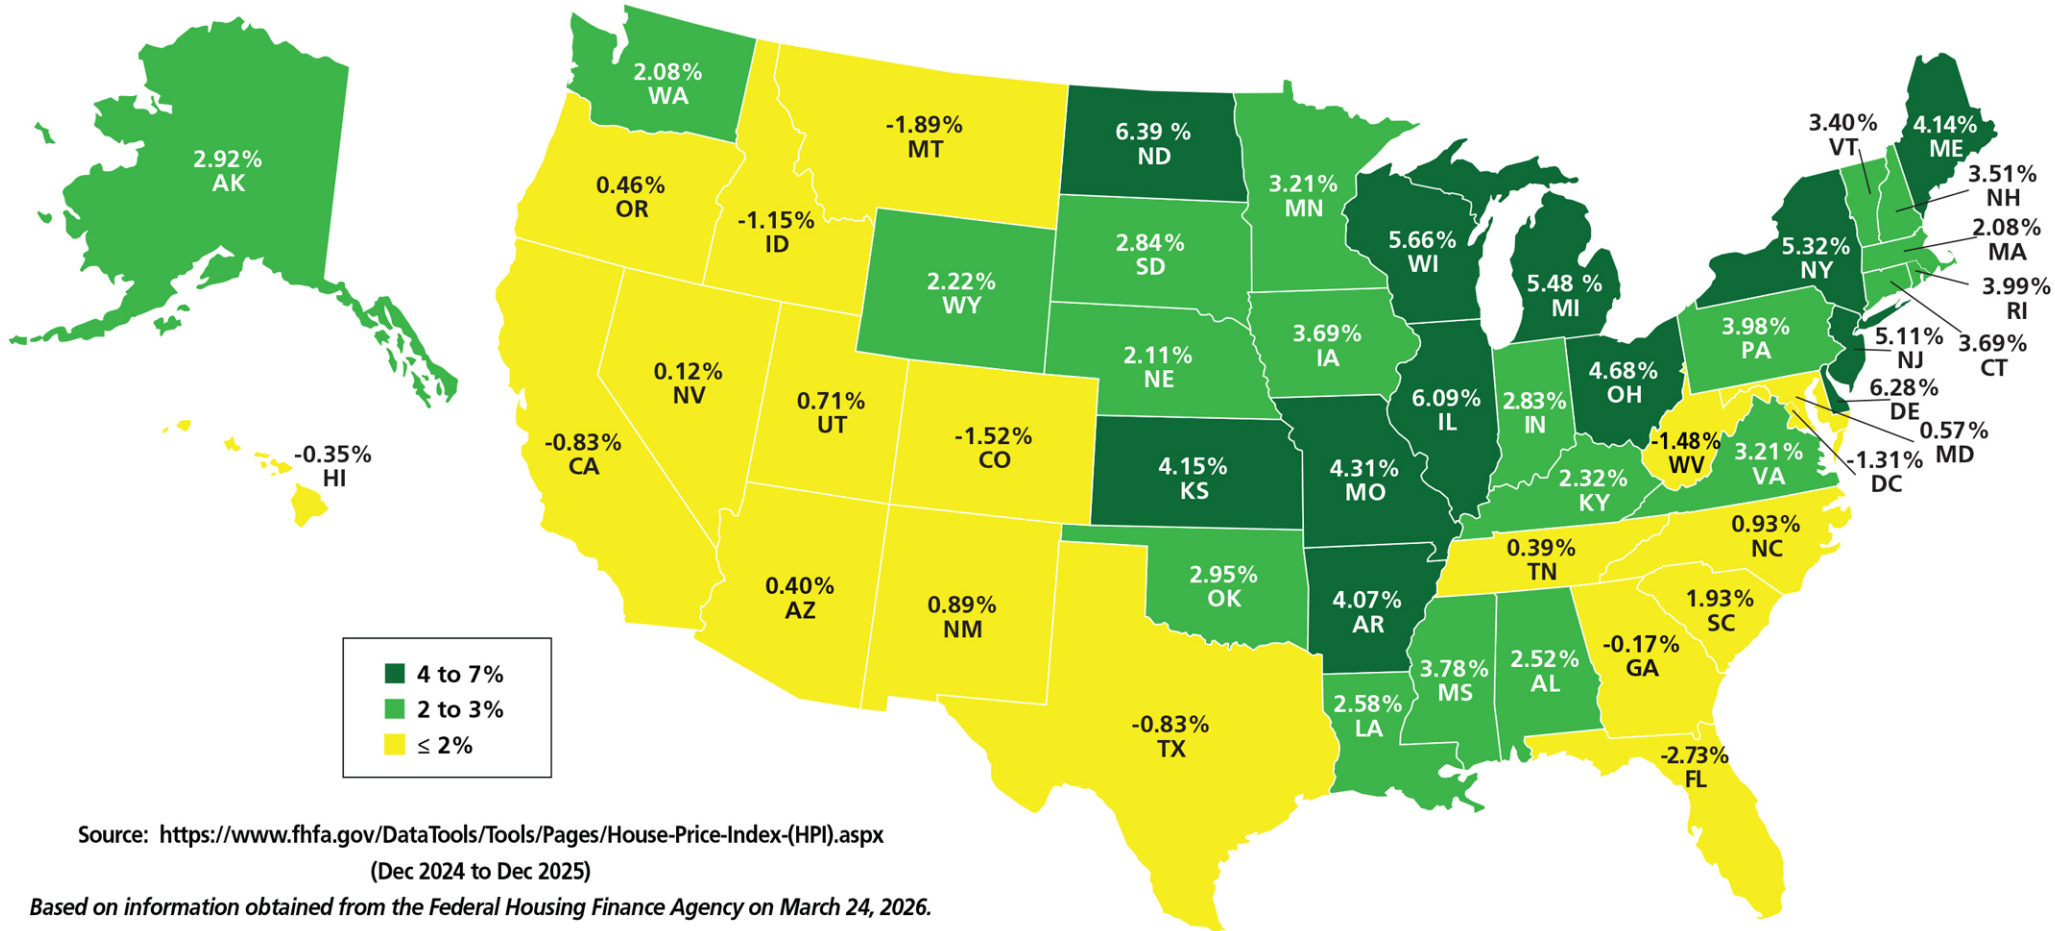 2.08%
WA
-1.89%
MT
6.39 %
ND
3.40%
VT
4.14%
ME
2.92%
AK
0.46%
OR
-1.15%
ID
3.21%
MN
3.51%
NH
2.84%
SD
5.66%
WI
5.32%
NY
2.08%
MA
2.22%
WY
5.48 %
MI
3.99%
RI
3.69%
IA
3.98%
PA
5.11%
NJ
3.69%
CT
2.11%
NE
0.12%
NV
0.71%
UT
4.68%
OH
6.28%
DE
6.09%
IL
2.83%
IN
-0.83%
CA
-1.52%
CO
-0.35%
HI
4.15%
KS
4.31%
MO
-1.48%
WV
3.21%
VA
0.57%
MD
-1.31%
DC
2.32%
KY
0.93%
NC
0.39%
TN
0.40%
AZ
0.89%
NM
2.95%
OK
4.07%
AR
1.93%
SC
-0.17%
GA
3.78%
MS
2.52%
AL
2.58%
LA
-0.83%
TX
-2.73%
FL
4 to 7%
2 to 3%
≤ 2%
Source: https://www.fhfa.gov/DataTools/Tools/Pages/House-Price-Index-(HPI).aspx
(Dec 2024 to Dec 2025)
Based on information obtained from the Federal Housing Finance Agency on March 24, 2026.